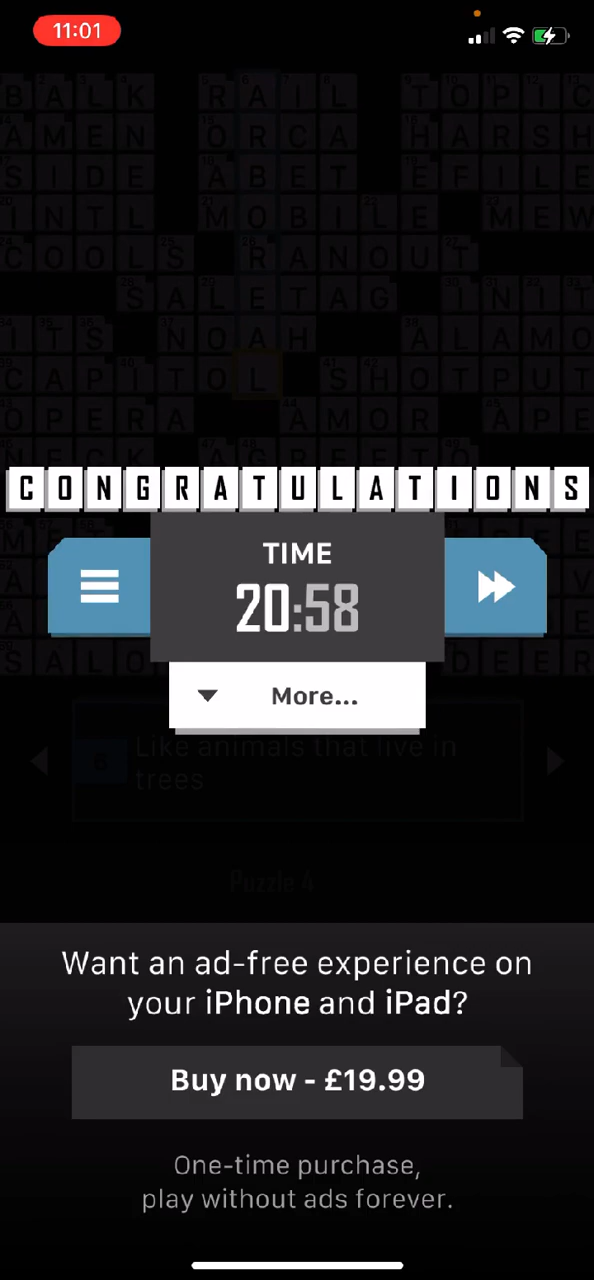 11:01
BALK RAIL TOPIC
AMEN ORCA HARSH
SIDE ABET EFILE
INTL MOBILE MEW
COOLS RANOUT
SALETAG INIT
ITS NOAH ALAMO
CAPITOL SHOTPUT
OPERA AMOR APE
CONGRATULATIONS
TIME
20:58
More...
SALO DEER
6 Like animals that live in
trees
Puzzle 4
Want an ad-free experience on
your iPhone and iPad?
Buy now - £19.99
One-time purchase,
play without ads forever.